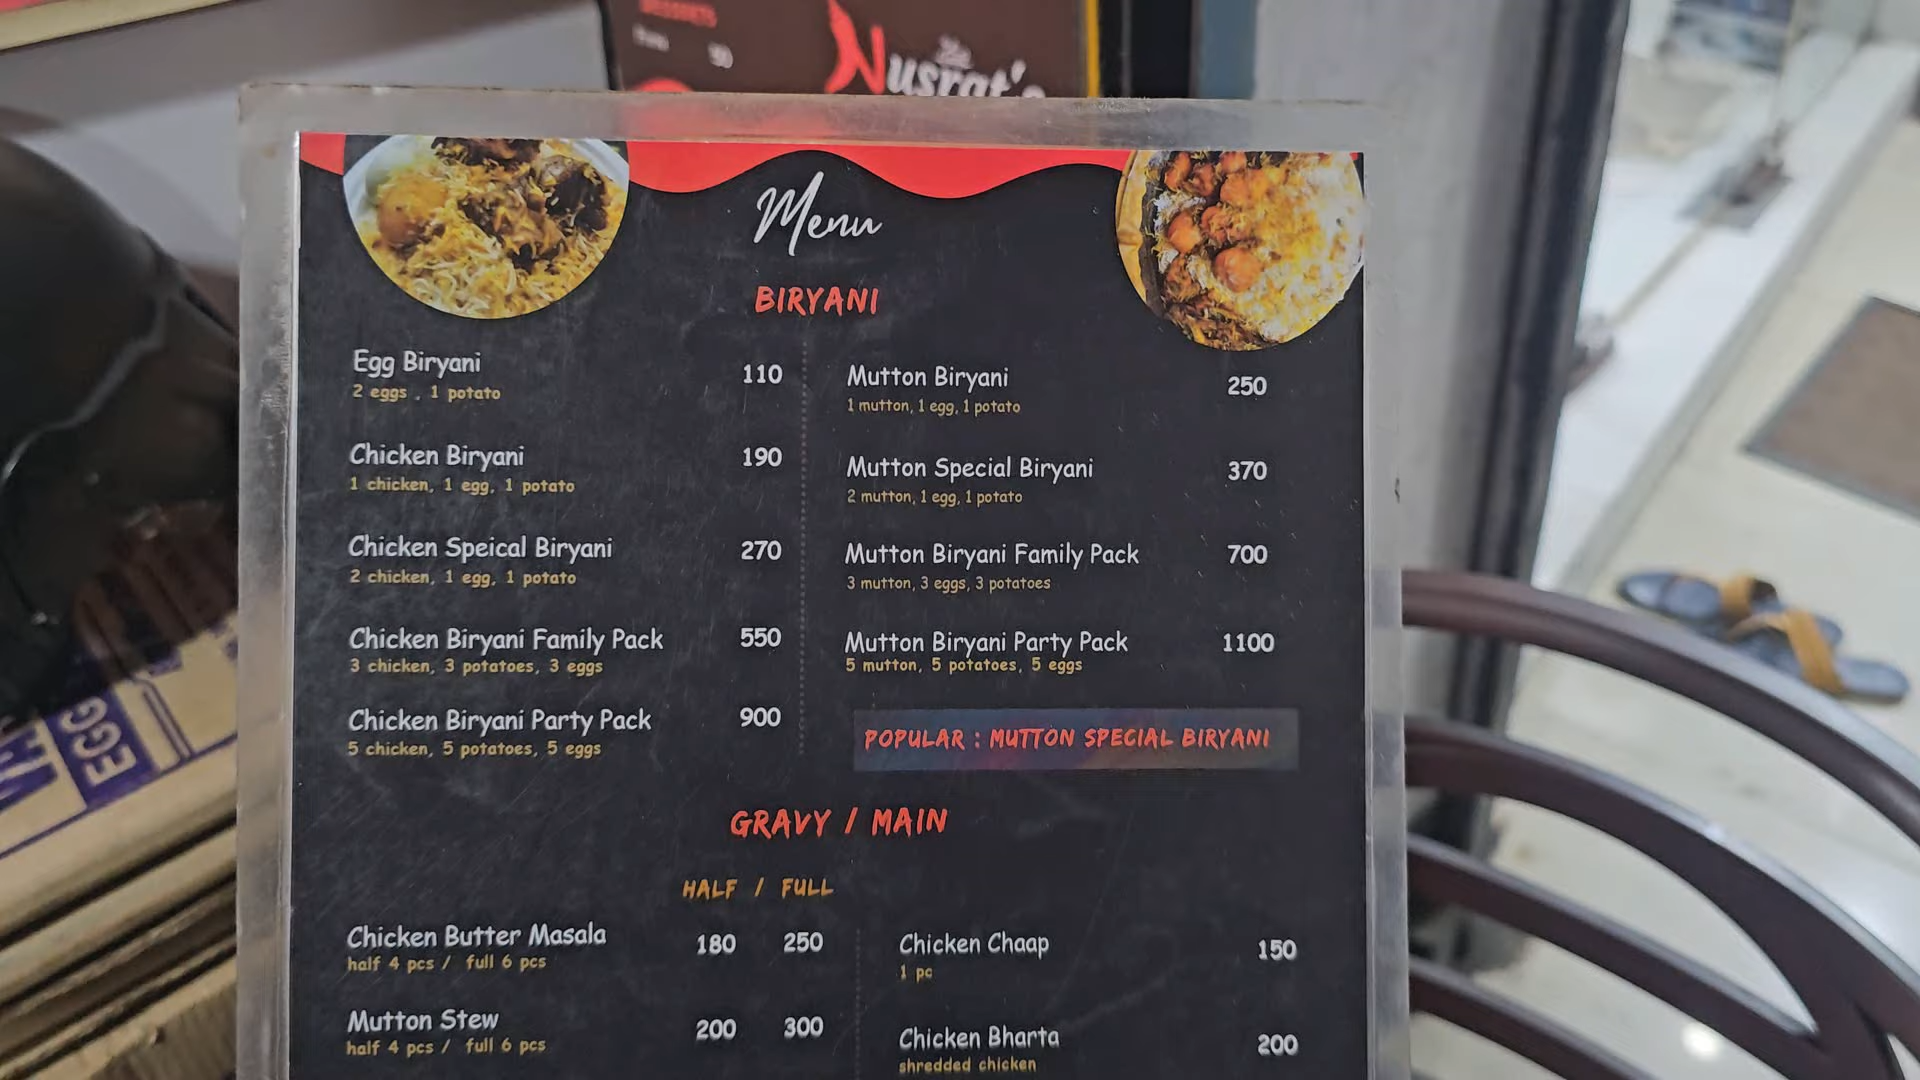 DESSERTS
50
Nusrat's
Menu
BIRYANI
Egg Biryani 110
2 eggs , 1 potato
Chicken Biryani 190
1 chicken, 1 egg, 1 potato
Chicken Speical Biryani 270
2 chicken, 1 egg, 1 potato
Chicken Biryani Family Pack 550
3 chicken, 3 potatoes, 3 eggs
Chicken Biryani Party Pack 900
5 chicken, 5 potatoes, 5 eggs
Mutton Biryani 250
1 mutton, 1 egg, 1 potato
Mutton Special Biryani 370
2 mutton, 1 egg, 1 potato
Mutton Biryani Family Pack 700
3 mutton, 3 eggs, 3 potatoes
Mutton Biryani Party Pack 1100
5 mutton, 5 potatoes, 5 eggs
POPULAR : MUTTON SPECIAL BIRYANI
GRAVY / MAIN
HALF / FULL
Chicken Butter Masala 180 250
half 4 pcs / full 6 pcs
Mutton Stew 200 300
half 4 pcs / full 6 pcs
Chicken Chaap 150
1 pc
Chicken Bharta 200
shredded chicken
EGG